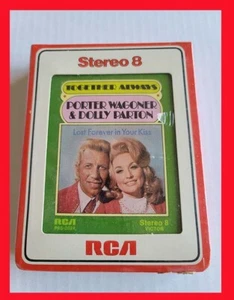 Stereo 8
TOGETHER ALWAYS
PORTER WAGONER
& DOLLY PARTON
Lost Forever in Your Kiss
RCA
Stereo 8
RCA